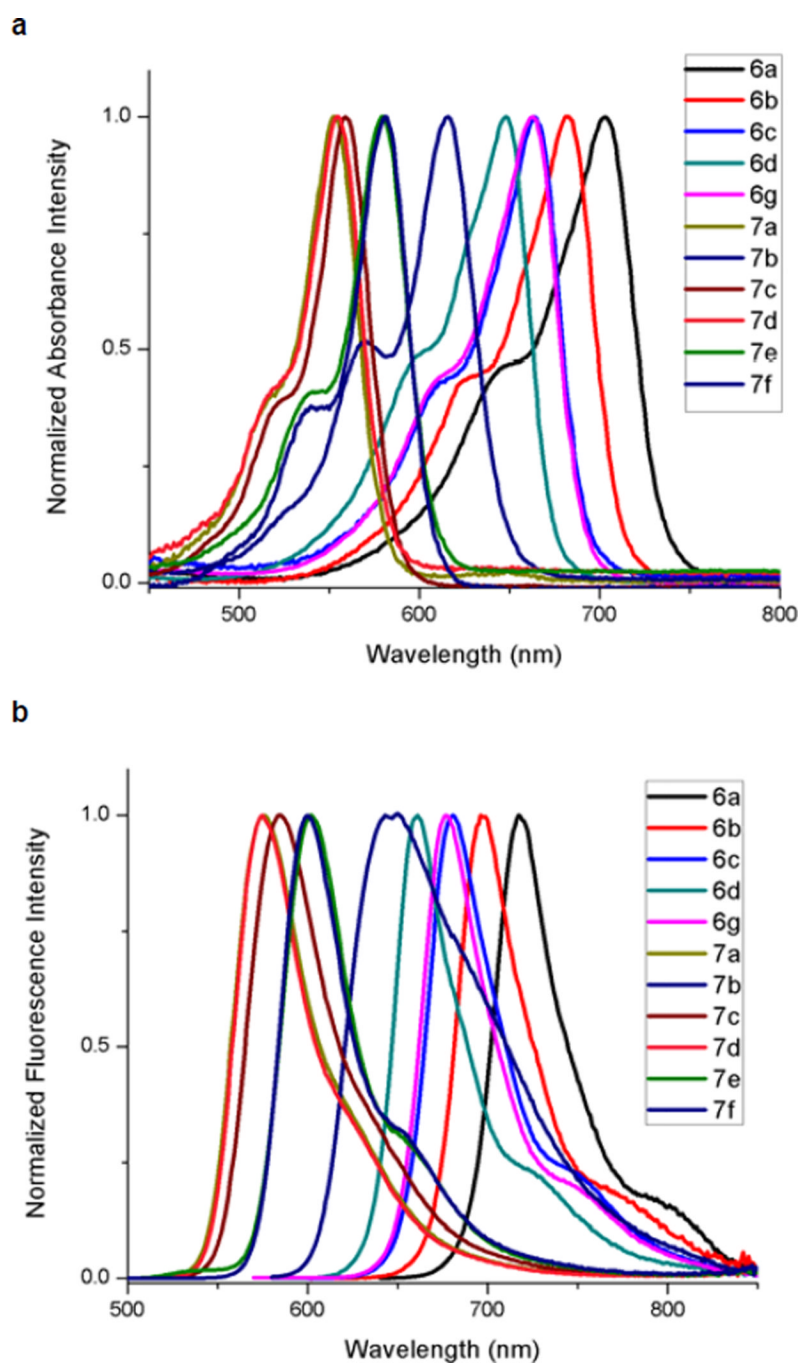 a
Normalized Absorbance Intensity
1.0
0.5
0.0
500 600 700 800
Wavelength (nm)
6a
6b
6c
6d
6g
7a
7b
7c
7d
7e
7f
b
Normalized Fluorescence Intensity
1.0
0.5
0.0
500 600 700 800
Wavelength (nm)
6a
6b
6c
6d
6g
7a
7b
7c
7d
7e
7f